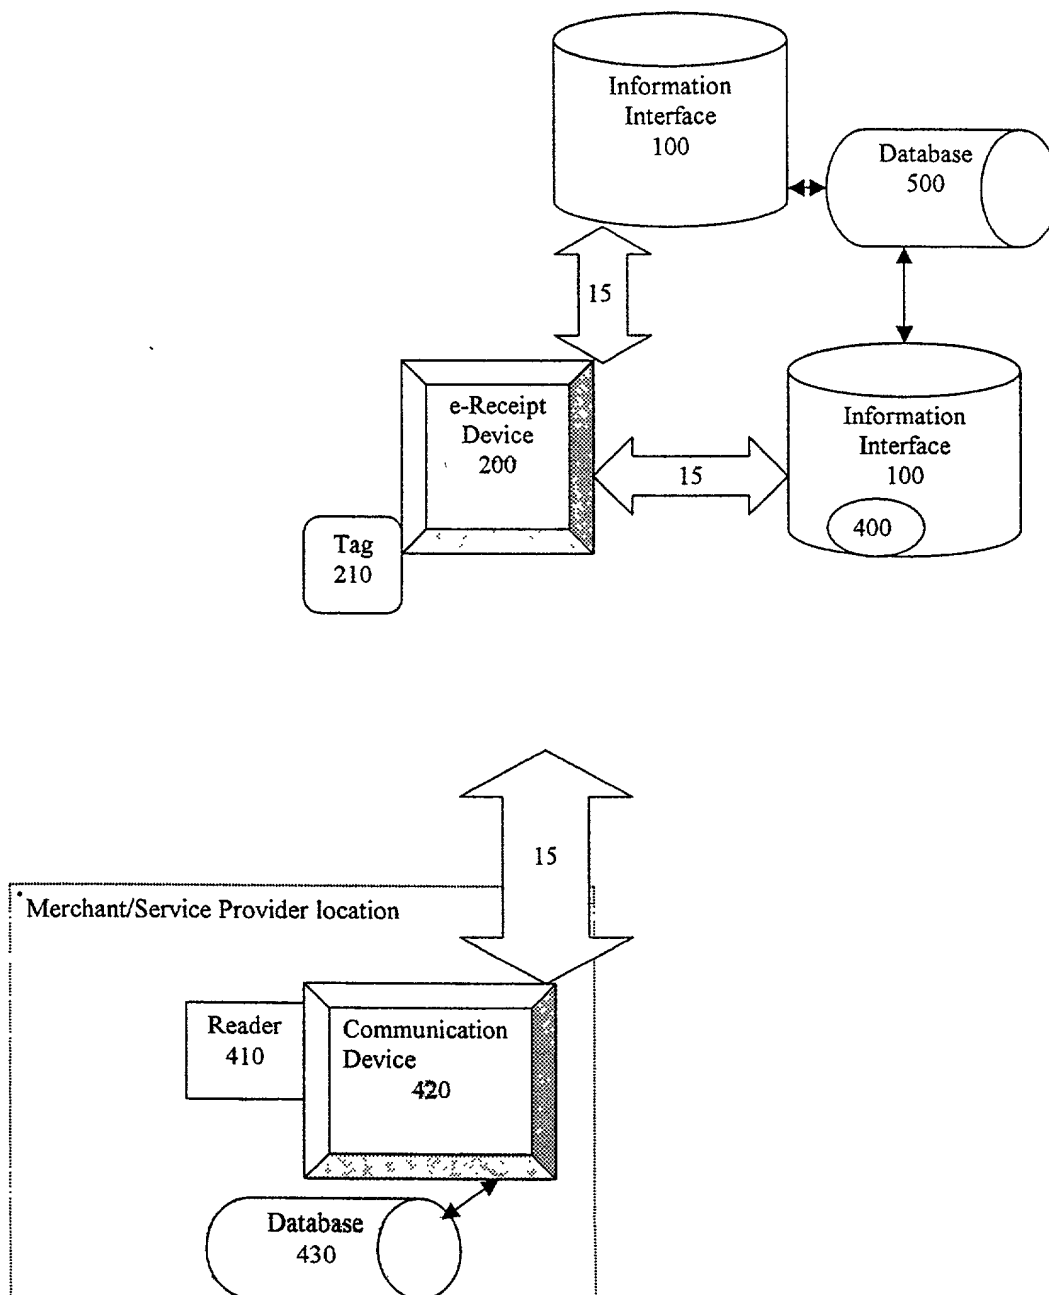 Information
Interface
100
Database
500
15
e-Receipt
Device
200
15
Information
Interface
100
400
Tag
210
15
Merchant/Service Provider location
Reader
410
Communication
Device
420
Database
430